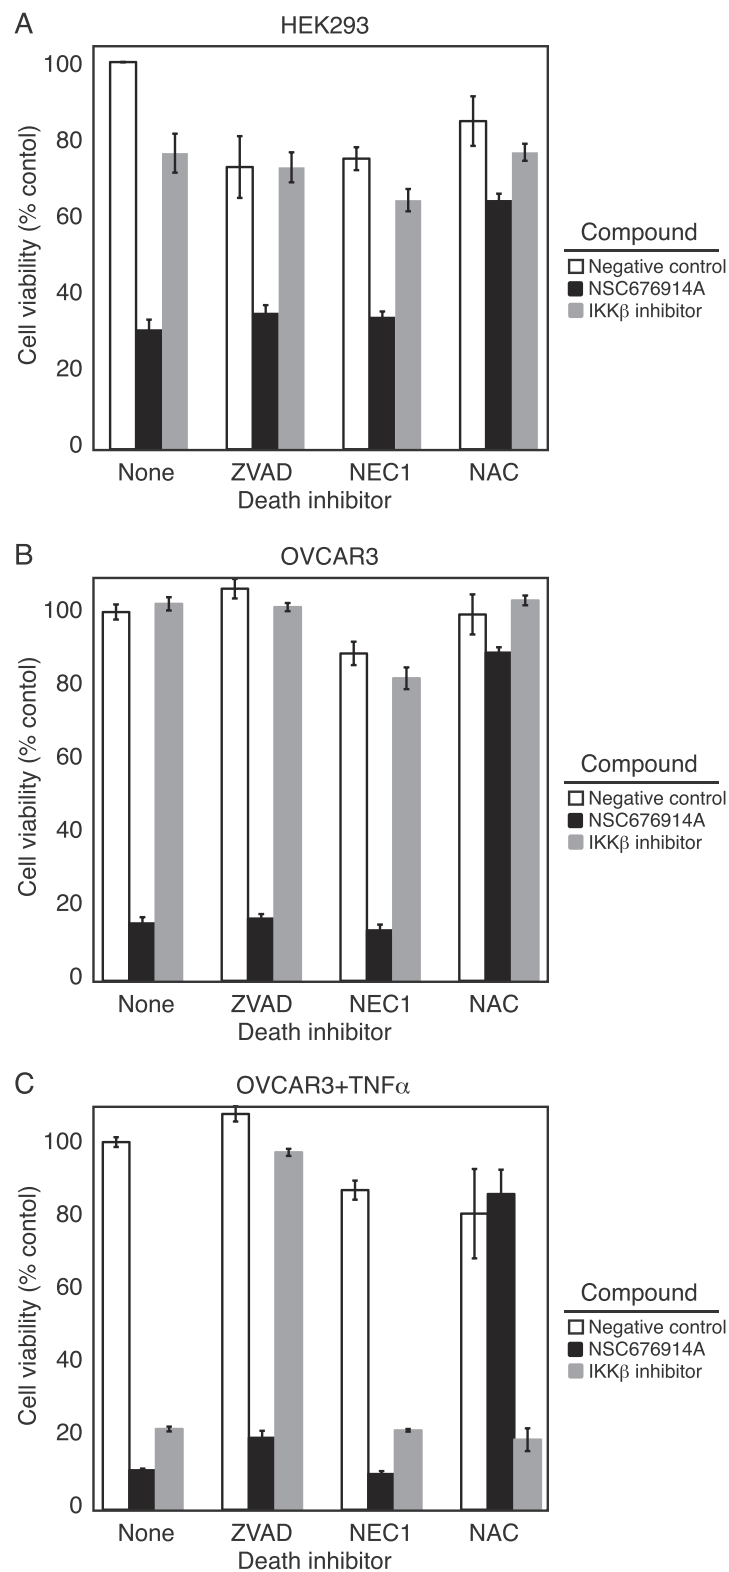 A
HEK293
Cell viability (% contol)
100
80
60
40
20
0
None ZVAD NEC1 NAC
Death inhibitor
Compound
Negative control
NSC676914A
IKKβ inhibitor
B
OVCAR3
Cell viability (% contol)
100
80
60
40
20
0
None ZVAD NEC1 NAC
Death inhibitor
Compound
Negative control
NSC676914A
IKKβ inhibitor
C
OVCAR3+TNFα
Cell viability (% contol)
100
80
60
40
20
0
None ZVAD NEC1 NAC
Death inhibitor
Compound
Negative control
NSC676914A
IKKβ inhibitor